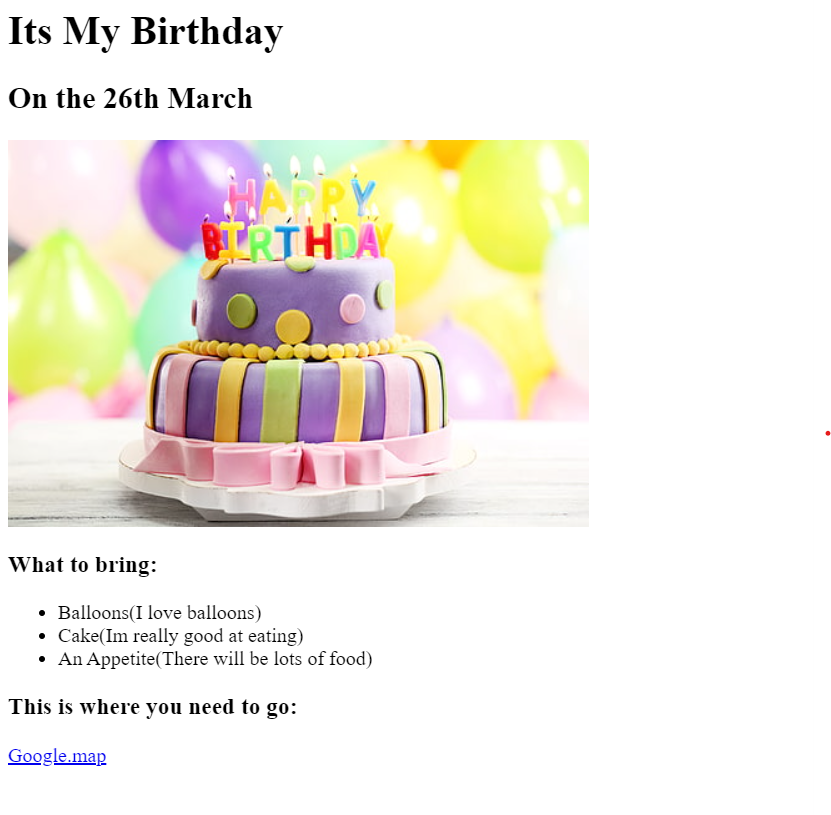 Its My Birthday
On the 26th March
HAPPY
BIRTHDAY
What to bring:
Balloons(I love balloons)
Cake(Im really good at eating)
An Appetite(There will be lots of food)
This is where you need to go:
Google.map